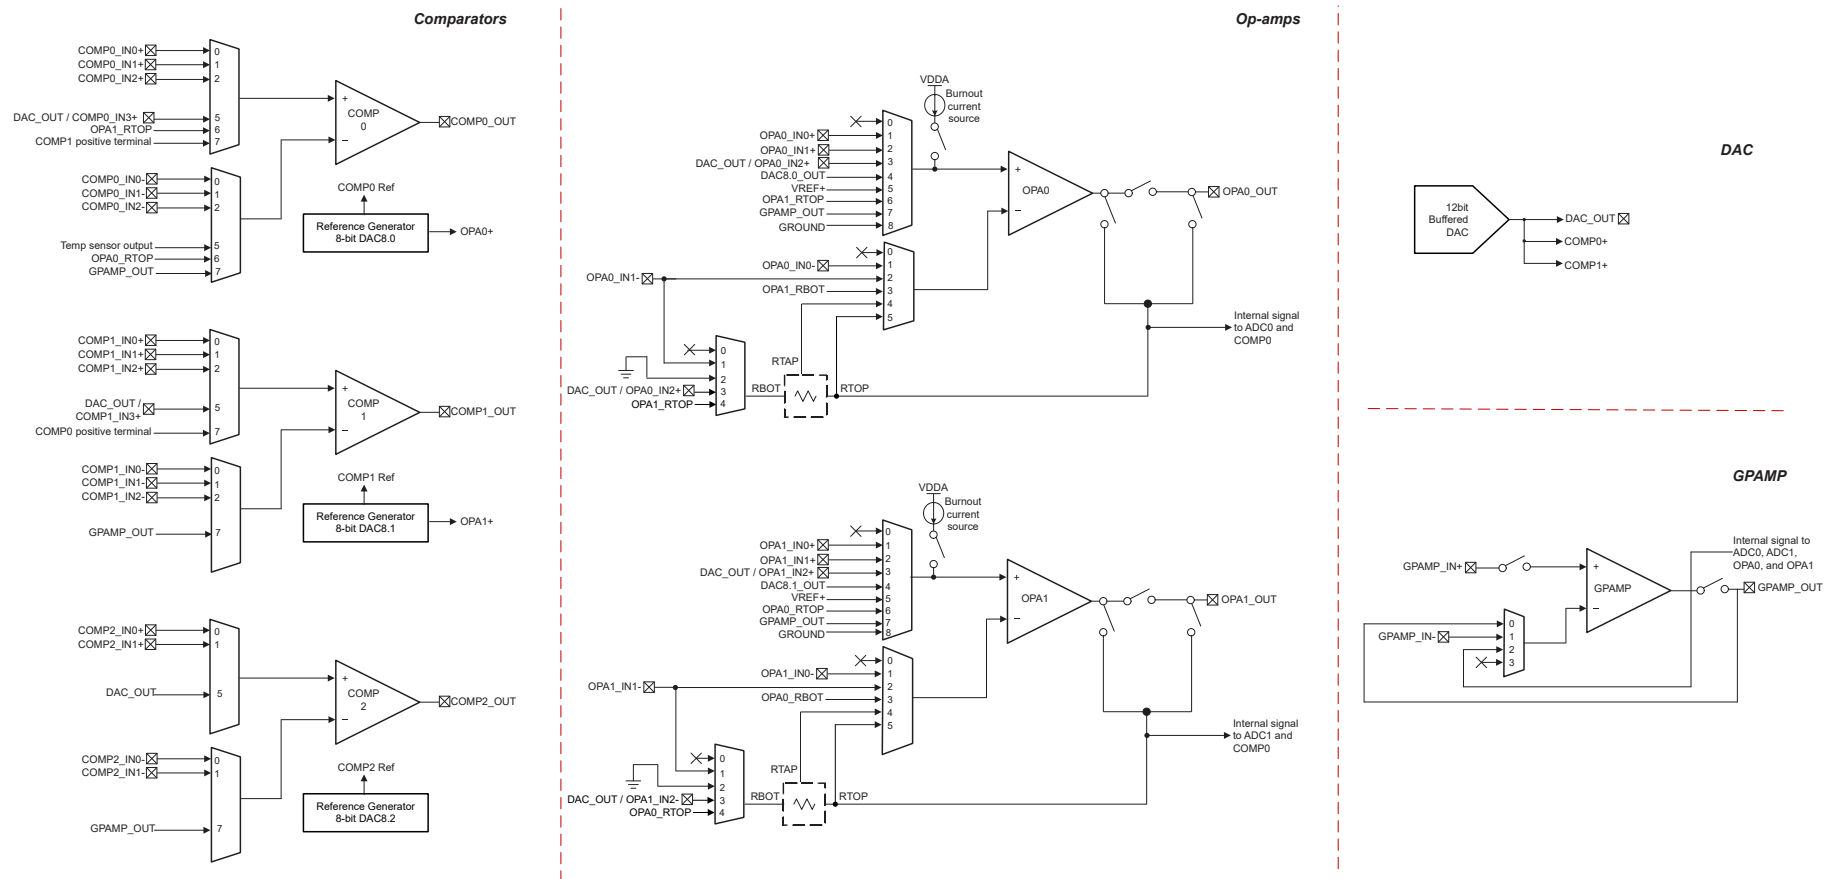 Comparators
COMP0_IN0+
COMP0_IN1+
COMP0_IN2+
DAC_OUT / COMP0_IN3+
OPA1_RTOP
COMP1 positive terminal
0
1
2
5
6
7
COMP0_IN0-
COMP0_IN1-
COMP0_IN2-
Temp sensor output
OPA0_RTOP
GPAMP_OUT
0
1
2
5
6
7
+
COMP
0
−
COMP0_OUT
COMP0 Ref
Reference Generator
8-bit DAC8.0
OPA0+
COMP1_IN0+
COMP1_IN1+
COMP1_IN2+
DAC_OUT /
COMP1_IN3+
COMP0 positive terminal
0
1
2
5
7
COMP1_IN0-
COMP1_IN1-
COMP1_IN2-
GPAMP_OUT
0
1
2
7
+
COMP
1
−
COMP1_OUT
COMP1 Ref
Reference Generator
8-bit DAC8.1
OPA1+
COMP2_IN0+
COMP2_IN1+
DAC_OUT
0
1
5
COMP2_IN0-
COMP2_IN1-
GPAMP_OUT
0
1
7
+
COMP
2
−
COMP2_OUT
COMP2 Ref
Reference Generator
8-bit DAC8.2
Op-amps
VDDA
Burnout
current
source
OPA0_IN0+
OPA0_IN1+
DAC_OUT / OPA0_IN2+
DAC8.0_OUT
VREF+
OPA1_RTOP
GPAMP_OUT
GROUND
0
1
2
3
4
5
6
7
8
+
OPA0
−
OPA0_OUT
OPA0_IN1-
OPA0_IN0-
OPA1_RBOT
0
1
2
3
4
5
Internal signal
to ADC0 and
COMP0
DAC_OUT / OPA0_IN2+
OPA1_RTOP
0
1
2
3
4
RTAP
RBOT
RTOP
VDDA
Burnout
current
source
OPA1_IN0+
OPA1_IN1+
DAC_OUT / OPA1_IN2+
DAC8.1_OUT
VREF+
OPA0_RTOP
GPAMP_OUT
GROUND
0
1
2
3
4
5
6
7
8
+
OPA1
−
OPA1_OUT
OPA1_IN1-
OPA1_IN0-
OPA0_RBOT
0
1
2
3
4
5
Internal signal
to ADC1 and
COMP0
DAC_OUT / OPA1_IN2-
OPA0_RTOP
0
1
2
3
4
RTAP
RBOT
RTOP
DAC
12bit
Buffered
DAC
DAC_OUT
COMP0+
COMP1+
GPAMP
GPAMP_IN+
GPAMP_IN-
0
1
2
3
+
GPAMP
−
Internal signal to
ADC0, ADC1,
OPA0, and OPA1
GPAMP_OUT